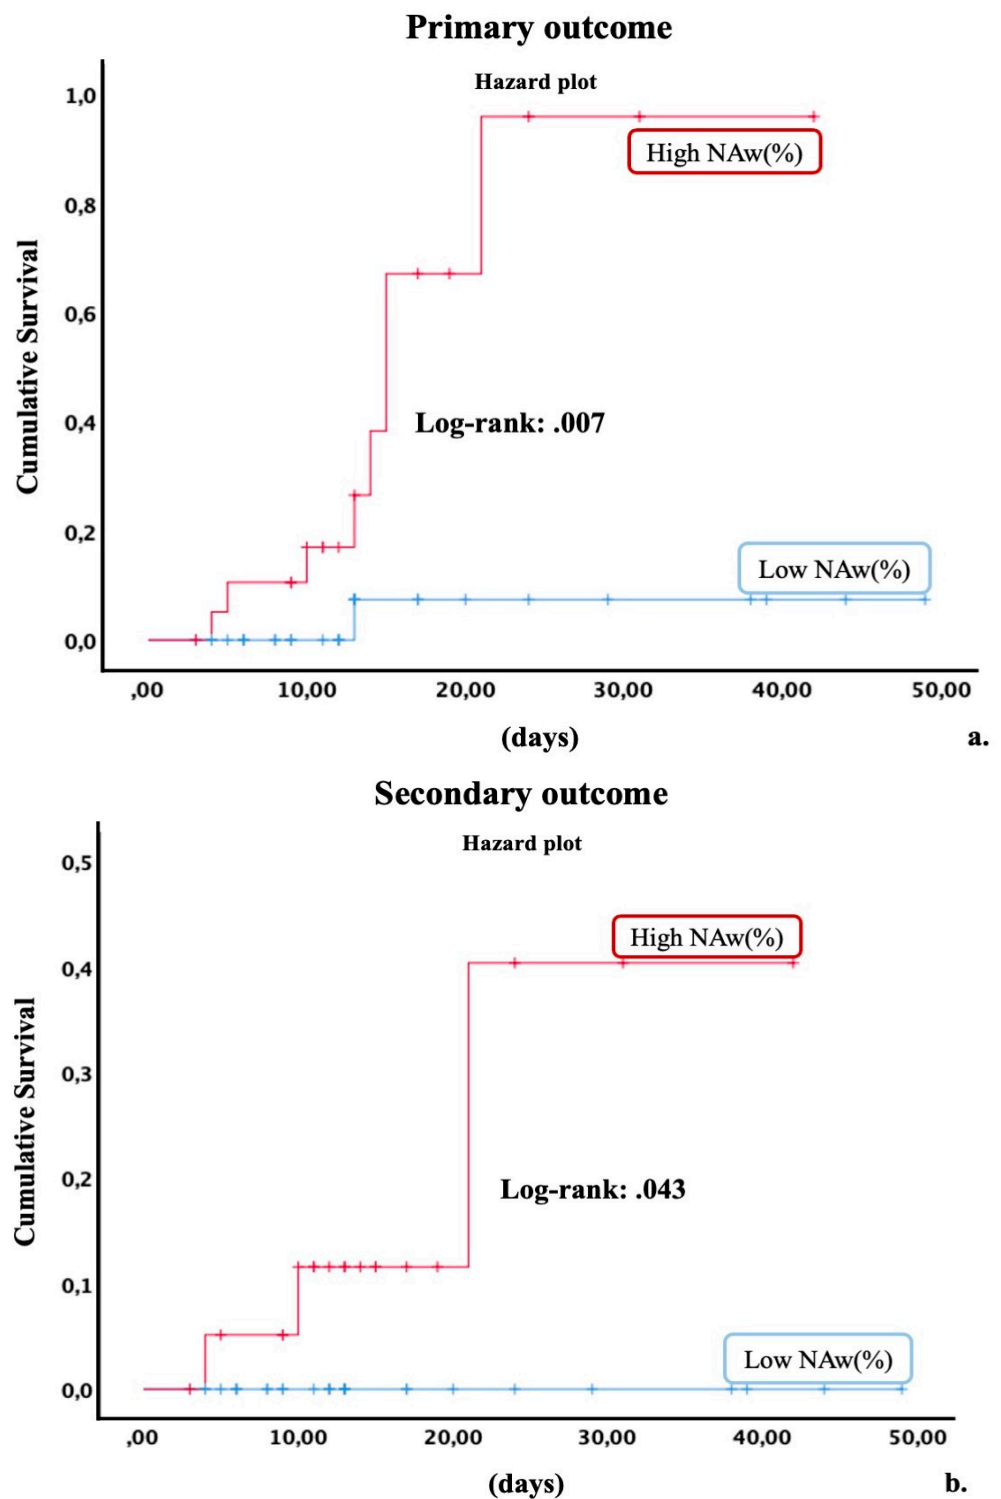 Primary outcome
Hazard plot
1,0
High NAw(%)
0,8
0,6
Cumulative Survival
0,4
Log-rank: .007
0,2
Low NAw(%)
0,0
,00 10,00 20,00 30,00 40,00 50,00
(days)
a.
Secondary outcome
Hazard plot
0,5
High NAw(%)
0,4
0,3
Cumulative Survival
0,2
Log-rank: .043
0,1
Low NAw(%)
0,0
,00 10,00 20,00 30,00 40,00 50,00
(days)
b.